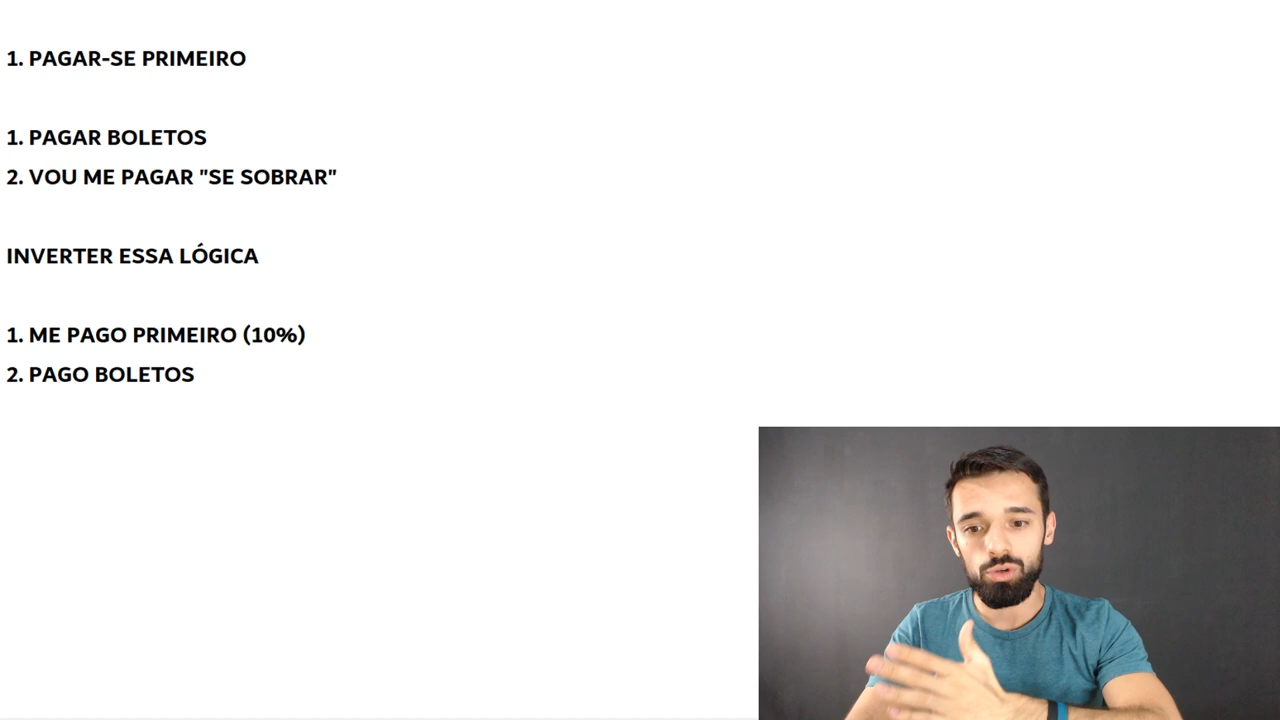 1. PAGAR-SE PRIMEIRO
1. PAGAR BOLETOS
2. VOU ME PAGAR "SE SOBRAR"
INVERTER ESSA LÓGICA
1. ME PAGO PRIMEIRO (10%)
2. PAGO BOLETOS